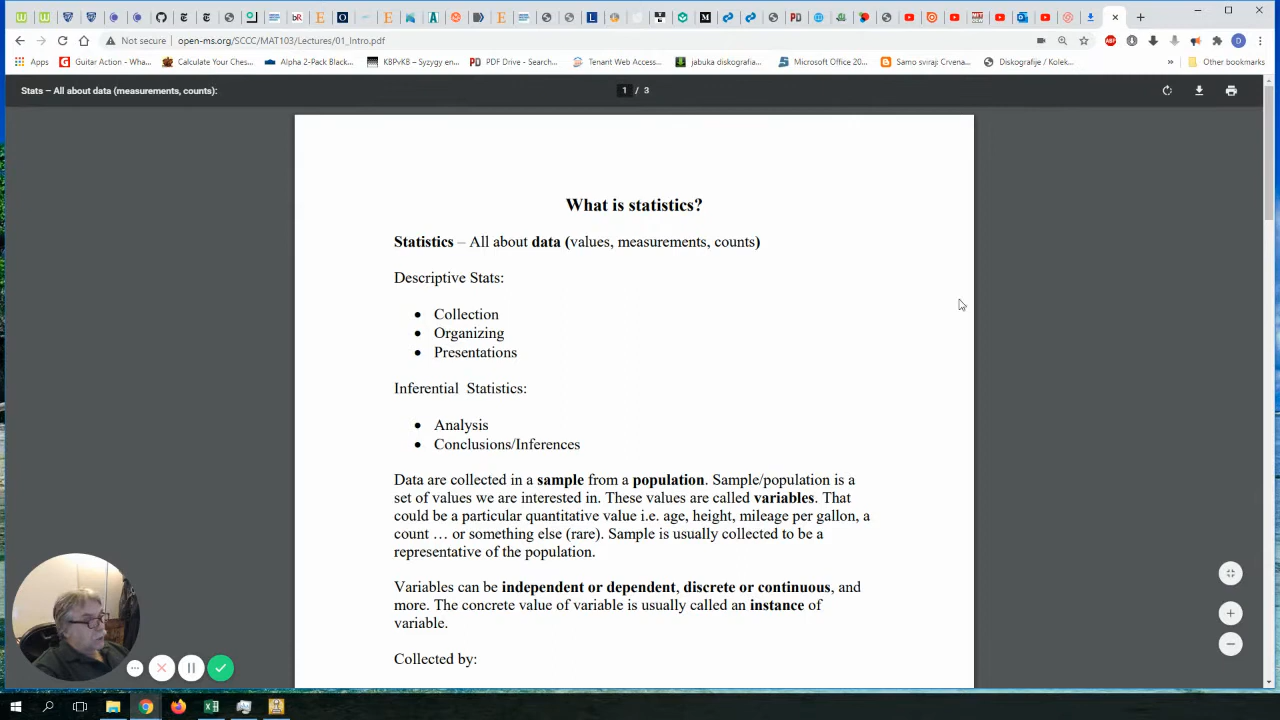 Not secure | open-ms.org/SCCC/MAT103/Lectures/01_Intro.pdf
Apps Guitar Action - Wha... Calculate Your Ches... Alpha 2-Pack Black... KBPvKB – Syzygy en... PDF Drive - Search... Tenant Web Access... jabuka diskografija... Microsoft Office 20... Samo sviraj Crvena... Diskografije / Kolek... » Other bookmarks
Stats – All about data (measurements, counts): 1 / 3
What is statistics?
Statistics – All about data (values, measurements, counts)
Descriptive Stats:
• Collection
• Organizing
• Presentations
Inferential Statistics:
• Analysis
• Conclusions/Inferences
Data are collected in a sample from a population. Sample/population is a
set of values we are interested in. These values are called variables. That
could be a particular quantitative value i.e. age, height, mileage per gallon, a
count … or something else (rare). Sample is usually collected to be a
representative of the population.
Variables can be independent or dependent, discrete or continuous, and
more. The concrete value of variable is usually called an instance of
variable.
Collected by: